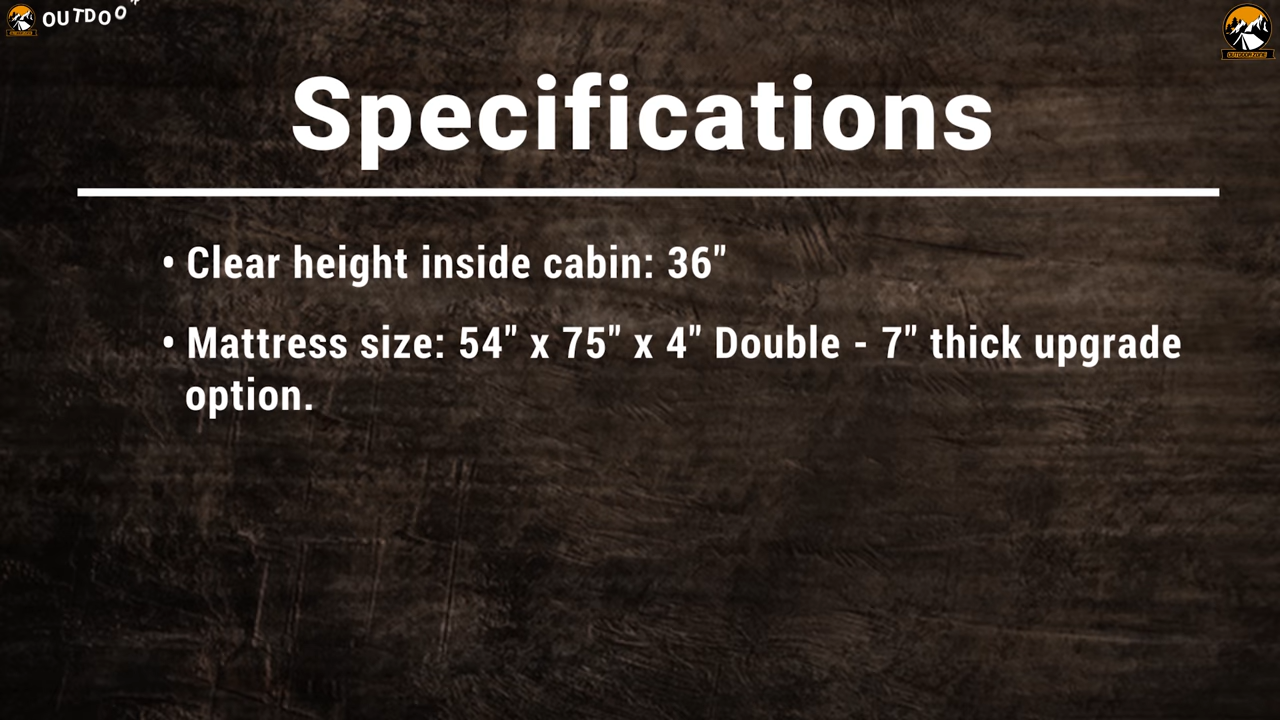 OUTDOO
Specifications
• Clear height inside cabin: 36"
• Mattress size: 54" x 75" x 4" Double - 7" thick upgrade
option.